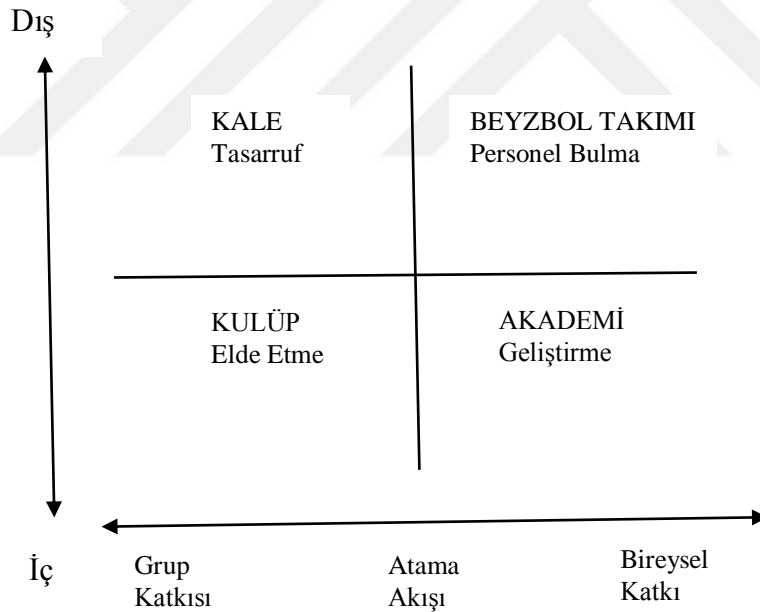 Dış
KALE
Tasarruf
BEYZBOL TAKIMI
Personel Bulma
KULÜP
Elde Etme
AKADEMİ
Geliştirme
İç
Grup
Katkısı
Atama
Akışı
Bireysel
Katkı